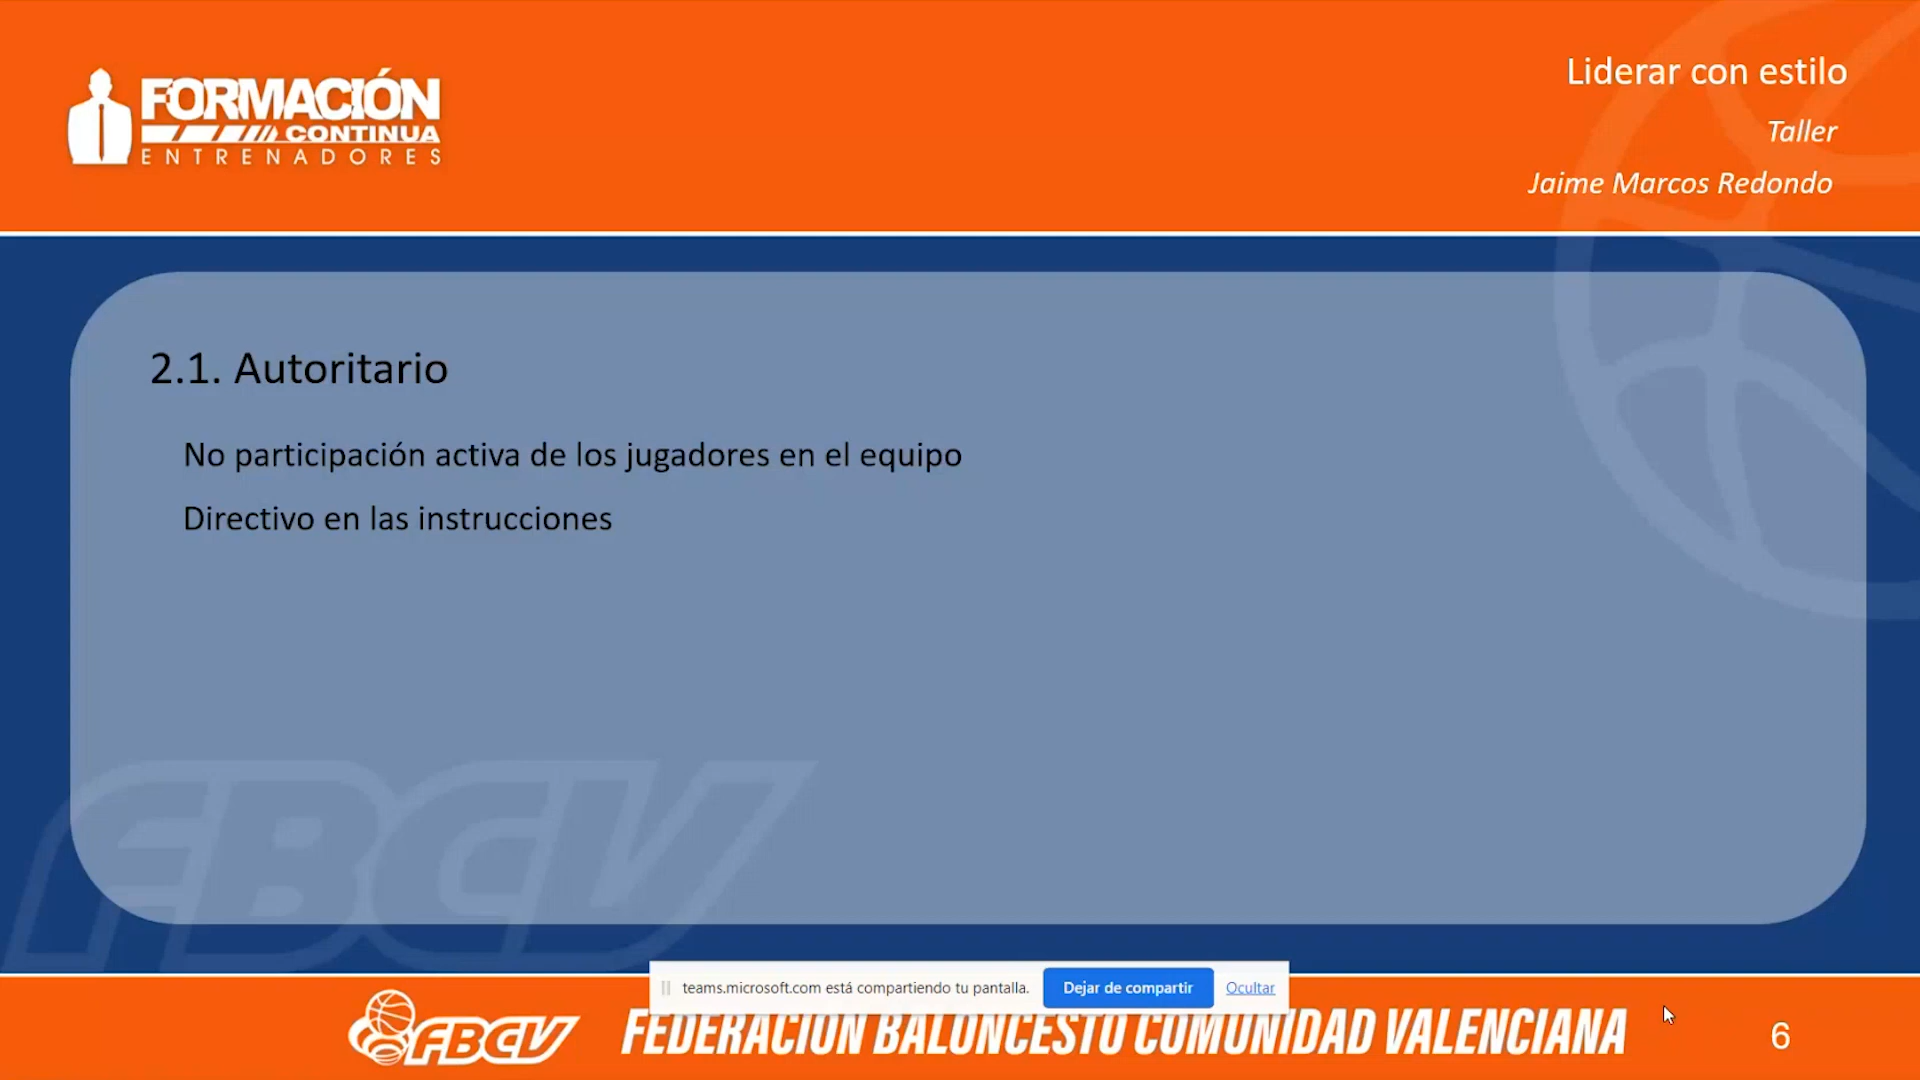 FORMACIÓN
CONTINUA
ENTRENADORES
Liderar con estilo
Taller
Jaime Marcos Redondo
2.1. Autoritario
No participación activa de los jugadores en el equipo
Directivo en las instrucciones
FBCV
teams.microsoft.com está compartiendo tu pantalla.
Dejar de compartir
Ocultar
FBCV
FEDERACIÓN BALONCESTO COMUNIDAD VALENCIANA
6